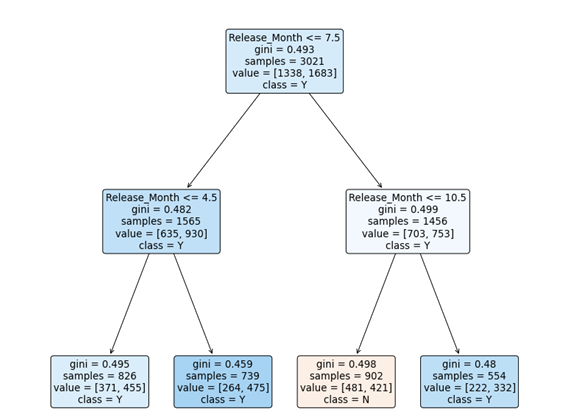 Release_Month <= 7.5
gini = 0.493
samples = 3021
value = [1338, 1683]
class = Y
Release_Month <= 4.5
gini = 0.482
samples = 1565
value = [635, 930]
class = Y
Release_Month <= 10.5
gini = 0.499
samples = 1456
value = [703, 753]
class = Y
gini = 0.495
samples = 826
value = [371, 455]
class = Y
gini = 0.459
samples = 739
value = [264, 475]
class = Y
gini = 0.498
samples = 902
value = [481, 421]
class = N
gini = 0.48
samples = 554
value = [222, 332]
class = Y